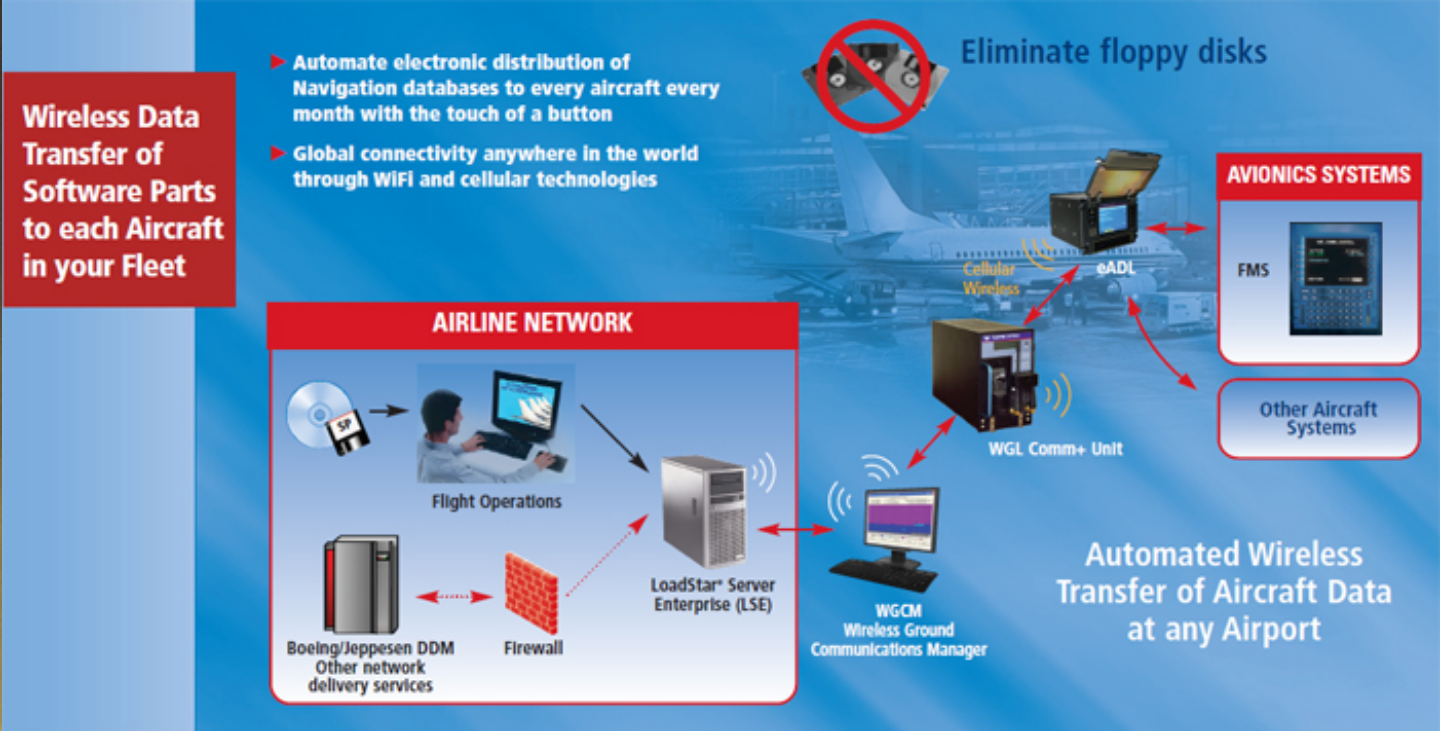 Wireless Data
Transfer of
Software Parts
to each Aircraft
in your Fleet
Automate electronic distribution of
Navigation databases to every aircraft every
month with the touch of a button
Global connectivity anywhere in the world
through WiFi and cellular technologies
Eliminate floppy disks
AIRLINE NETWORK
SP
Flight Operations
Boeing/Jeppesen DDM
Other network
delivery services
Firewall
LoadStar® Server
Enterprise (LSE)
WGCM
Wireless Ground
Communications Manager
WGL Comm+ Unit
Cellular
Wireless
eADL
AVIONICS SYSTEMS
FMS
Other Aircraft
Systems
Automated Wireless
Transfer of Aircraft Data
at any Airport